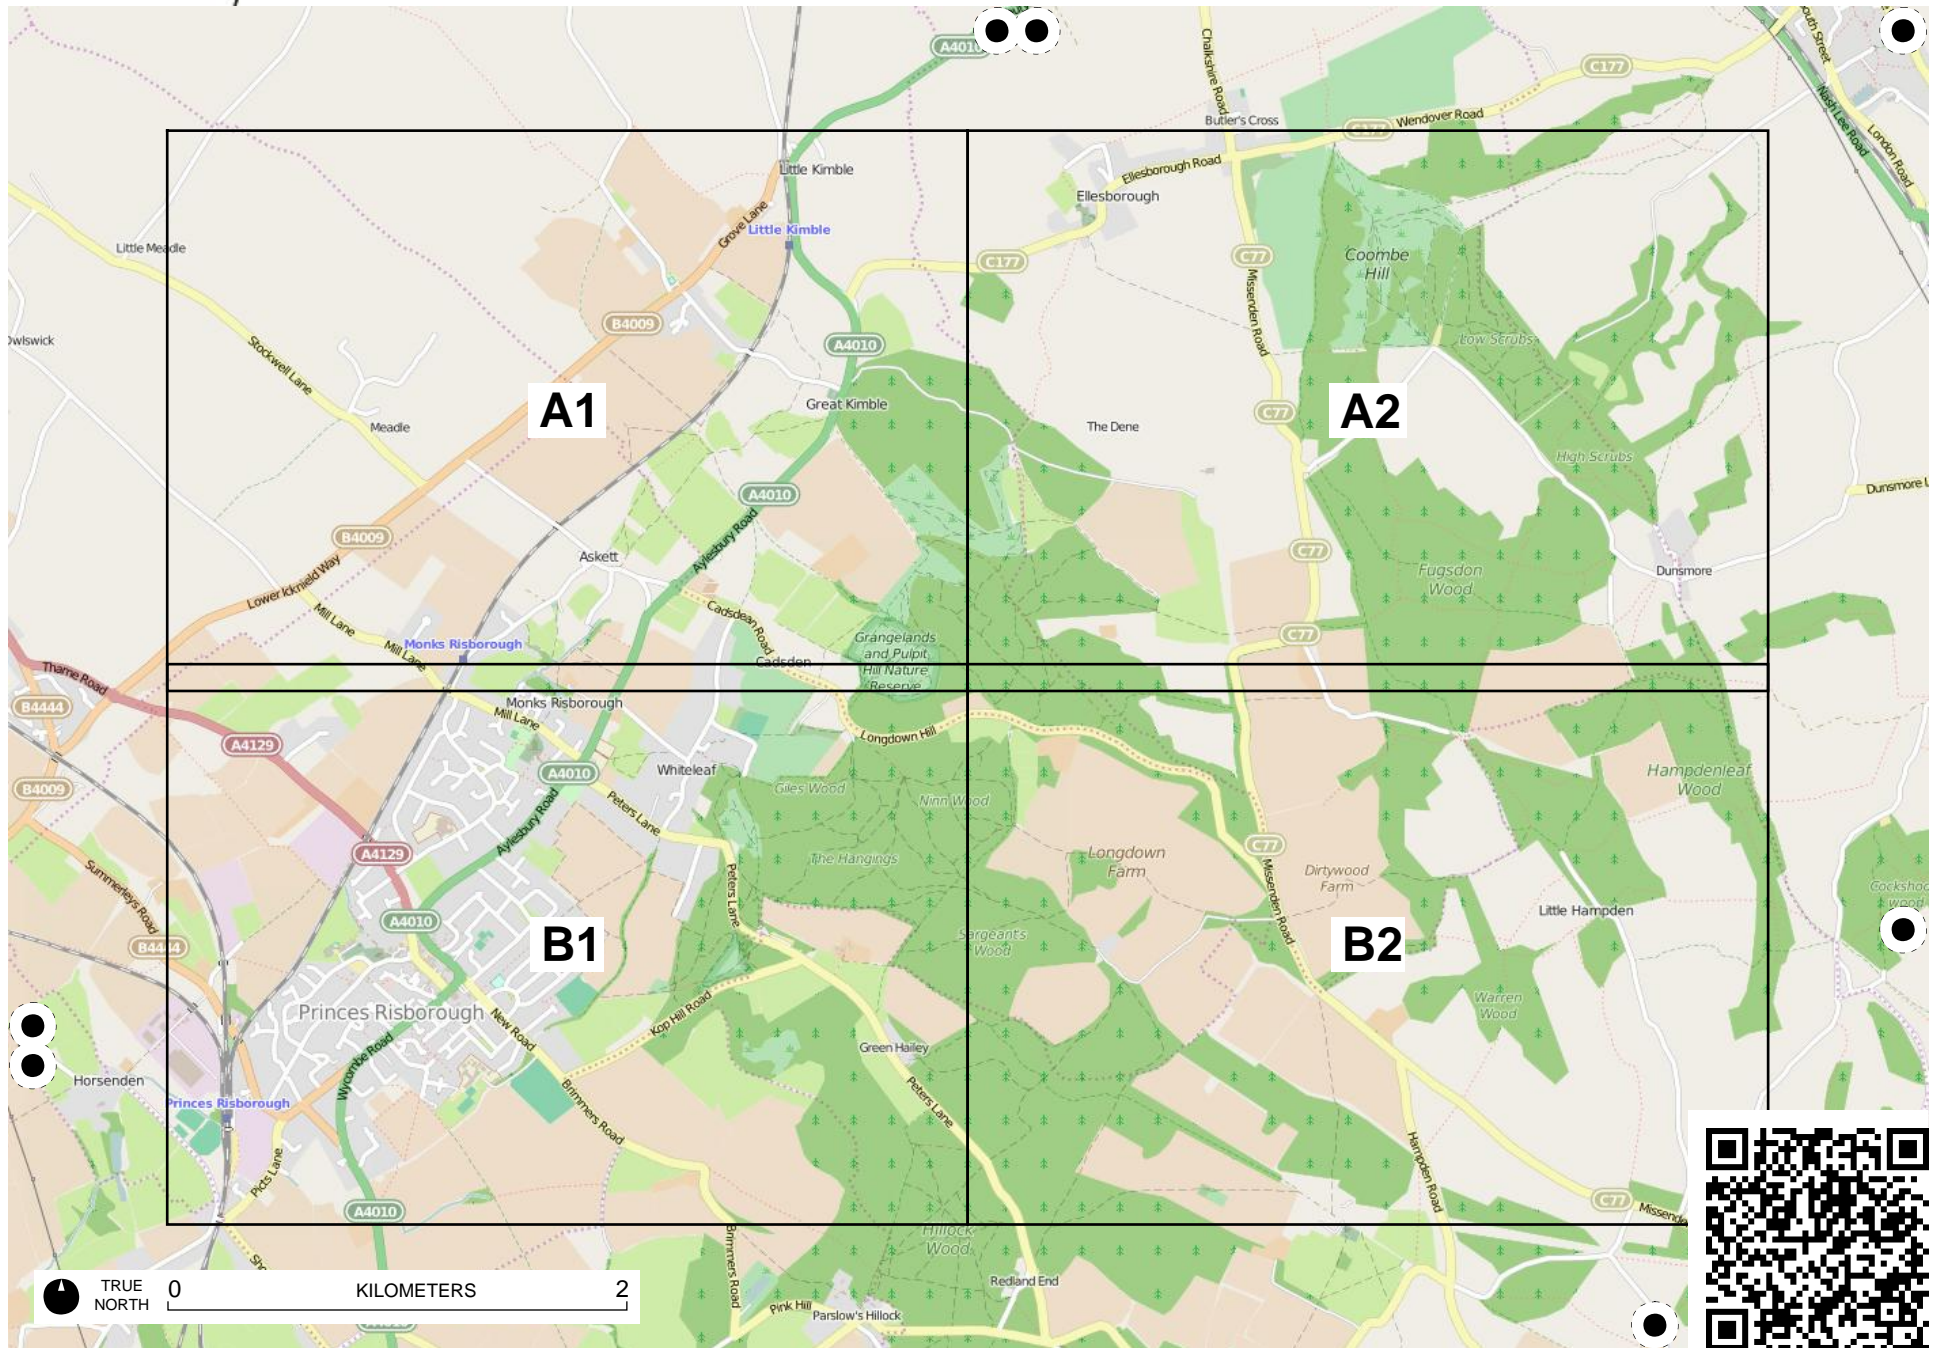 A4010
Chalkshire Road
South Street
C177
Nash Lee Road
London Road
Butler's Cross
C177
Wendover Road
Little Kimble
Ellesborough Road
Ellesborough
Grove Lane
Little Kimble
Little Meadle
C177
C77
Coombe
Hill
Missenden Road
B4009
Owlswick
A4010
Low Scrubs
Stockwell Lane
Great Kimble
A1
A2
C77
Meadle
The Dene
High Scrubs
A4010
Dunsmore L
B4009
Aylesbury Road
Askett
C77
Fugsdon
Wood
Dunsmore
Lower Icknield Way
Mill Lane
Cadsdean Road
C77
Monks Risborough
Mill Lane
Grangelands
and Pulpit
Hill Nature
Reserve
Cadsden
Thame Road
B4444
Monks Risborough
Mill Lane
A4129
Longdown Hill
Whiteleaf
A4010
B4009
Giles Wood
Ninn Wood
Hampdenleaf
Wood
Peters Lane
Aylesbury Road
A4129
The Hangings
C77
Longdown
Farm
Dirtywood
Farm
Summerleys Road
Peters Lane
Missenden Road
Cockshoo
wood
A4010
Little Hampden
B4444
B1
Sargeant's
Wood
B2
Princes Risborough
New Road
Kop Hill Road
Warren
Wood
Wycombe Road
Green Hailey
Horsenden
Princes Risborough
Brimmers Road
Peters Lane
Picts Lane
Hampden Road
A4010
C77
Missende
Brimmers Road
Hillock
Wood
Sho
TRUE
NORTH
0 KILOMETERS 2
Redland End
Pink Hill
Parslow's Hillock